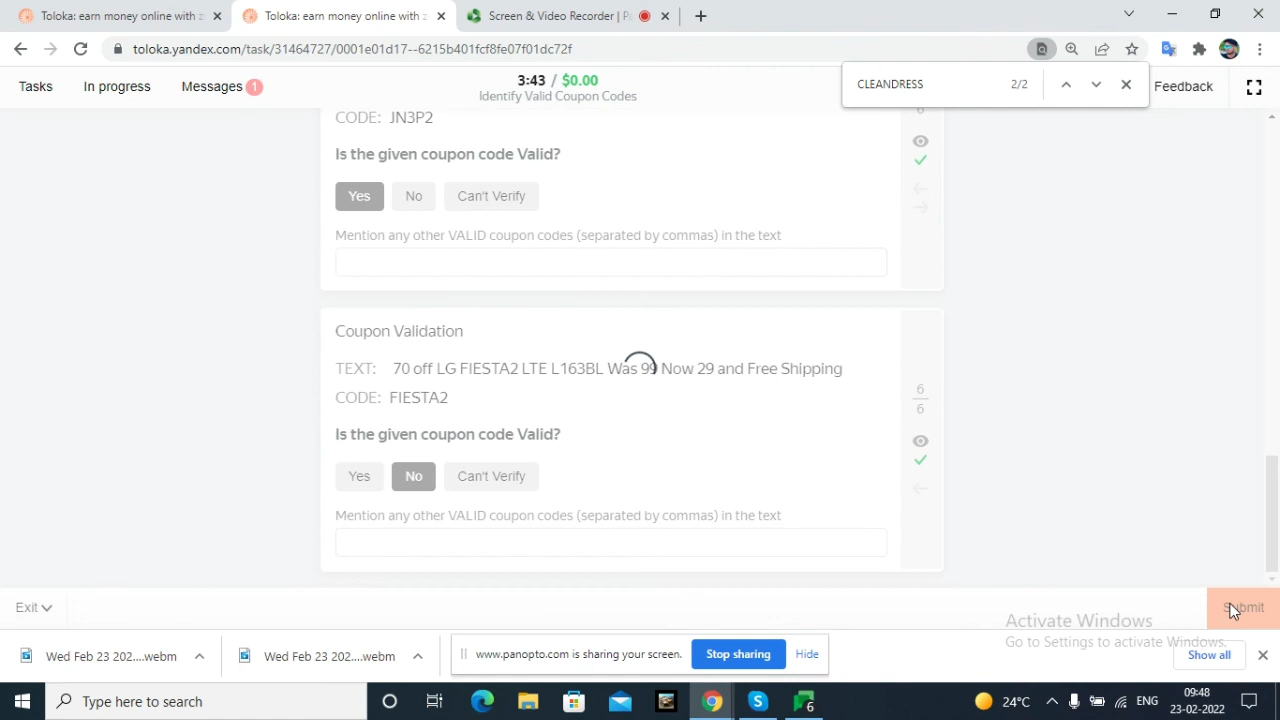 Toloka: earn money online with z
Toloka: earn money online with z
Screen & Video Recorder | P
toloka.yandex.com/task/31464727/0001e01d17--6215b401fcf8fe07f01dc72f
Tasks
In progress
Messages 1
3:43 / $0.00
Identify Valid Coupon Codes
CLEANDRESS 2/2
Feedback
CODE: JN3P2
6
Is the given coupon code Valid?
Yes No Can't Verify
Mention any other VALID coupon codes (separated by commas) in the text
Coupon Validation
TEXT: 70 off LG FIESTA2 LTE L163BL Was 99 Now 29 and Free Shipping
CODE: FIESTA2
6
6
Is the given coupon code Valid?
Yes No Can't Verify
Mention any other VALID coupon codes (separated by commas) in the text
Exit
Submit
Activate Windows
Go to Settings to activate Windows.
Wed Feb 23 202....webm
Wed Feb 23 202....webm
www.panopto.com is sharing your screen.
Stop sharing
Hide
Show all
Type here to search
24°C
ENG
09:48
23-02-2022